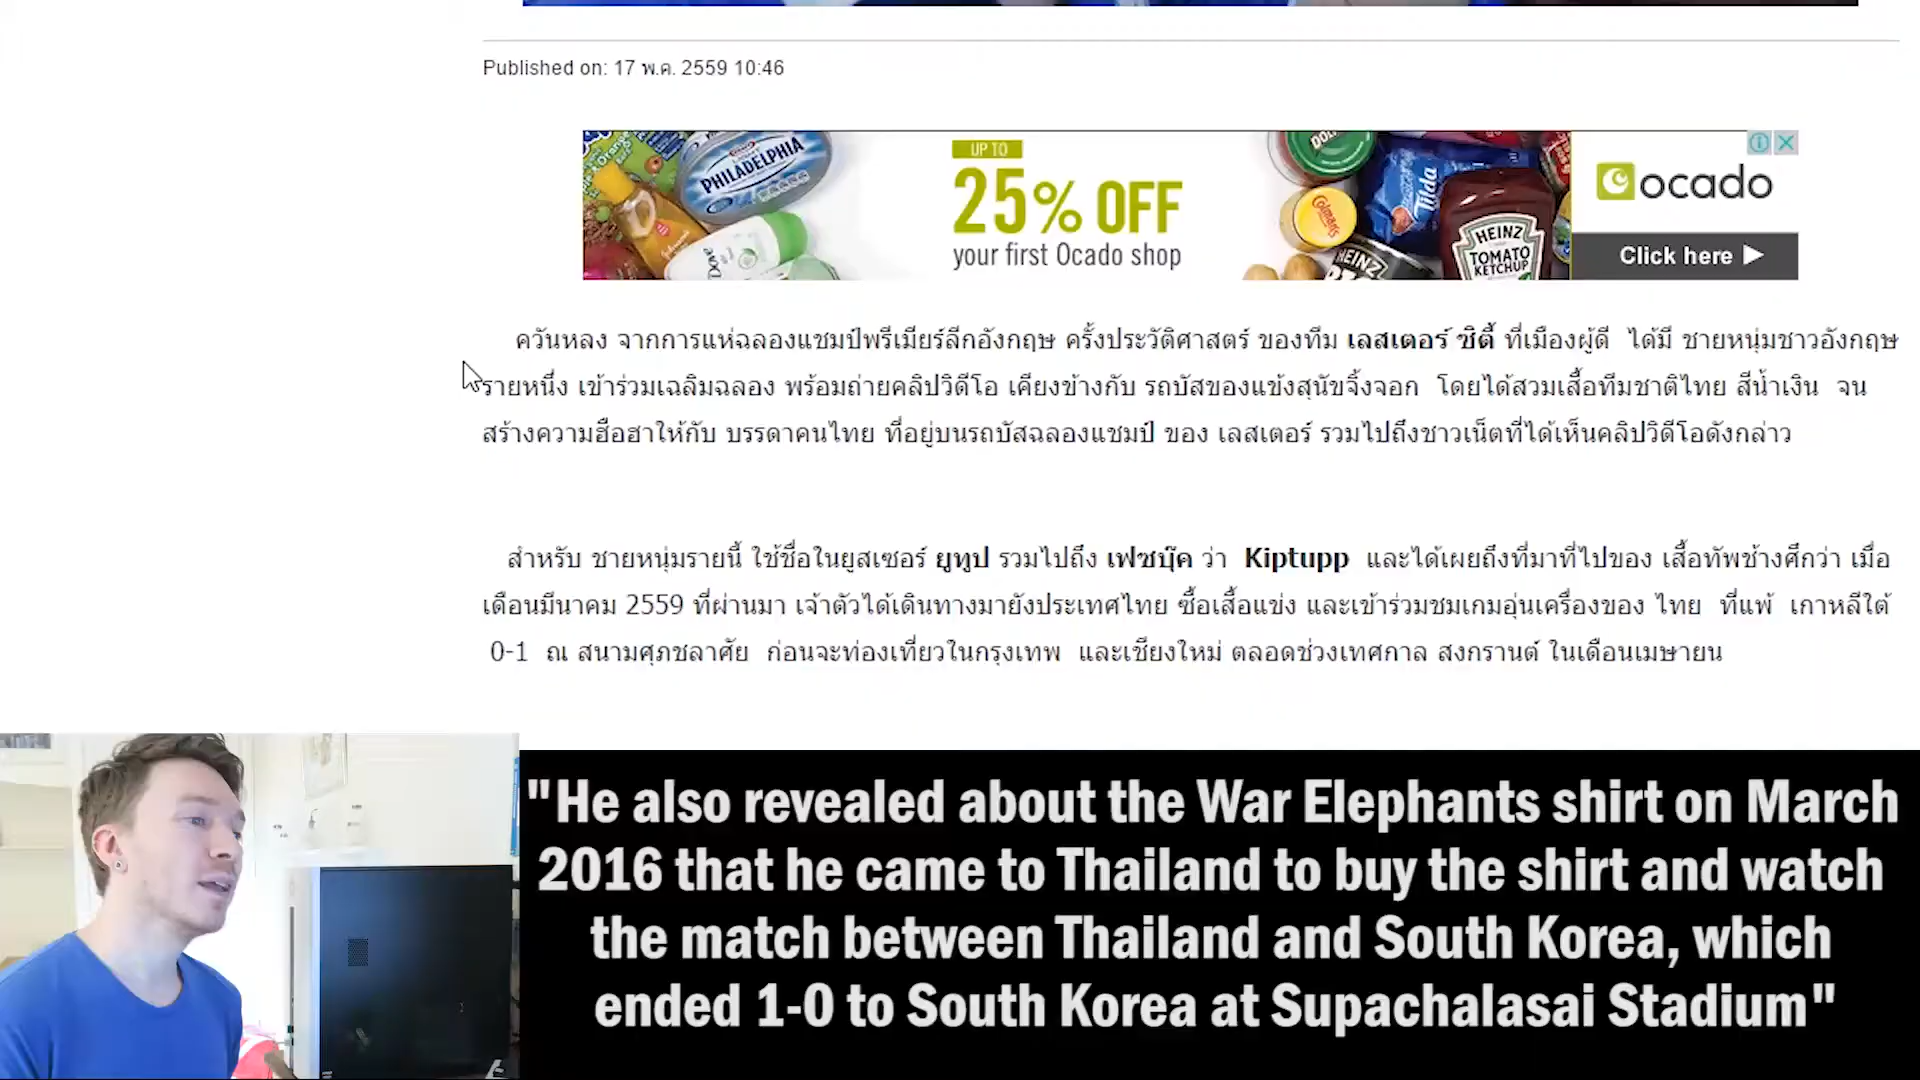 Published on: 17 พ.ค. 2559 10:46
Orange
PHILADELPHIA
Dove
UP TO
25% OFF
your first Ocado shop
DOL
Colman's
Tilda
HEINZ
HEINZ
TOMATO
KETCHUP
ocado
Click here
ควันหลง จากการแห่ฉลองแชมป์พรีเมียร์ลีกอังกฤษ ครั้งประวัติศาสตร์ ของทีม เลสเตอร์ ซิตี้ ที่เมืองผู้ดี ได้มี ชายหนุ่มชาวอังกฤษ
รายหนึ่ง เข้าร่วมเฉลิมฉลอง พร้อมถ่ายคลิปวิดีโอ เคียงข้างกับ รถบัสของแข้งสุนัขจิ้งจอก โดยได้สวมเสื้อทีมชาติไทย สีน้ำเงิน จน
สร้างความฮือฮาให้กับ บรรดาคนไทย ที่อยู่บนรถบัสฉลองแชมป์ ของ เลสเตอร์ รวมไปถึงชาวเน็ตที่ได้เห็นคลิปวิดีโอดังกล่าว
สำหรับ ชายหนุ่มรายนี้ ใช้ชื่อในยูสเซอร์ ยูทูป รวมไปถึง เฟซบุ๊ค ว่า Kiptupp และได้เผยถึงที่มาที่ไปของ เสื้อทัพช้างศึกว่า เมื่อ
เดือนมีนาคม 2559 ที่ผ่านมา เจ้าตัวได้เดินทางมายังประเทศไทย ซื้อเสื้อแข่ง และเข้าร่วมชมเกมอุ่นเครื่องของ ไทย ที่แพ้ เกาหลีใต้
0-1 ณ สนามศุภชลาศัย ก่อนจะท่องเที่ยวในกรุงเทพ และเชียงใหม่ ตลอดช่วงเทศกาล สงกรานต์ ในเดือนเมษายน
"He also revealed about the War Elephants shirt on March
2016 that he came to Thailand to buy the shirt and watch
the match between Thailand and South Korea, which
ended 1-0 to South Korea at Supachalasai Stadium"